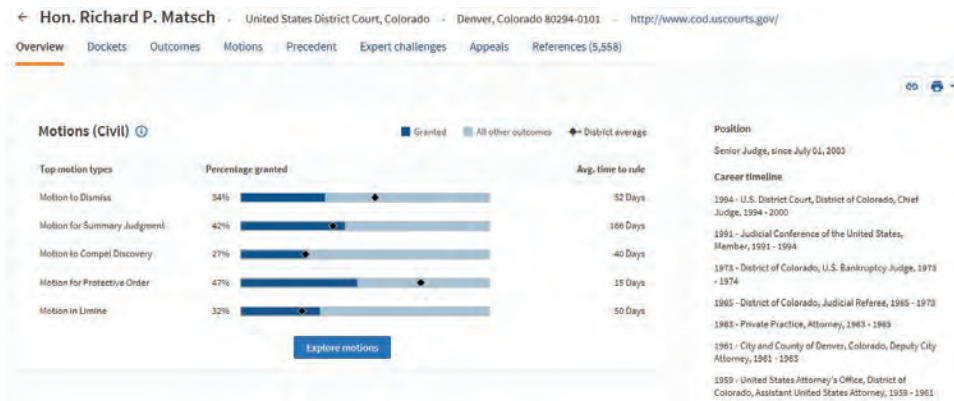 ← Hon. Richard P. Matsch - United States District Court, Colorado - Denver, Colorado 80294-0101 - http://www.cod.uscourts.gov/
Overview Dockets Outcomes Motions Precedent Expert challenges Appeals References (5,558)
Motions (Civil)
Granted All other outcomes District average
Top motion types Percentage granted Avg. time to rule
Motion to Dismiss 34% 52 Days
Motion for Summary Judgment 42% 166 Days
Motion to Compel Discovery 27% 40 Days
Motion for Protective Order 47% 15 Days
Motion in Limine 32% 50 Days
Explore motions
Position
Senior Judge, since July 01, 2003
Career timeline
1994 - U.S. District Court, District of Colorado, Chief
Judge, 1994 - 2000
1991 - Judicial Conference of the United States,
Member, 1991 - 1994
1973 - District of Colorado, U.S. Bankruptcy Judge, 1973
- 1974
1965 - District of Colorado, Judicial Referee, 1965 - 1973
1963 - Private Practice, Attorney, 1963 - 1965
1961 - City and County of Denver, Colorado, Deputy City
Attorney, 1961 - 1963
1959 - United States Attorney's Office, District of
Colorado, Assistant United States Attorney, 1959 - 1961